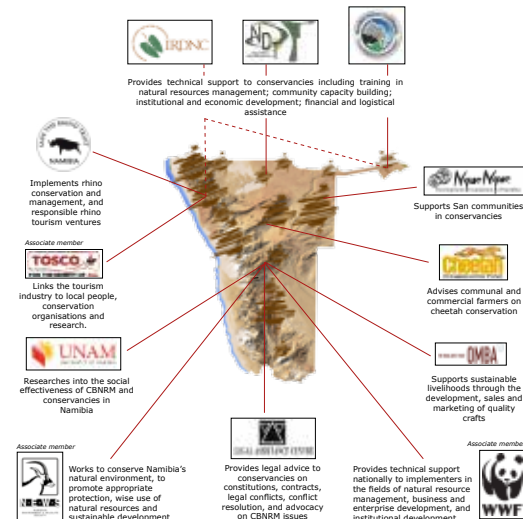 IRDNC
Provides technical support to conservancies including training in
natural resources management; community capacity building;
institutional and economic development; financial and logistical
assistance
SAVE THE RHINO TRUST
NAMIBIA
Implements rhino
conservation and
management, and
responsible rhino
tourism ventures
Supports San communities
in conservancies
Associate member
TOSCO
Links the tourism
industry to local people,
conservation
organisations and
research.
Cheetah
Advises communal and
commercial farmers on
cheetah conservation
UNAM
Researches into the social
effectiveness of CBNRM and
conservancies in
Namibia
OMBA
Supports sustainable
livelihoods through the
development, sales and
marketing of quality
crafts
Associate member
N.E.W.S
Works to conserve Namibia's
natural environment, to
promote appropriate
protection, wise use of
natural resources and
sustainable development
LEGAL ASSISTANCE CENTRE
Provides legal advice to
conservancies on
constitutions, contracts,
legal conflicts, conflict
resolution, and advocacy
on CBNRM issues
Provides technical support
nationally to implementers in
the fields of natural resource
management, business and
enterprise development, and
institutional development
Associate member
WWF